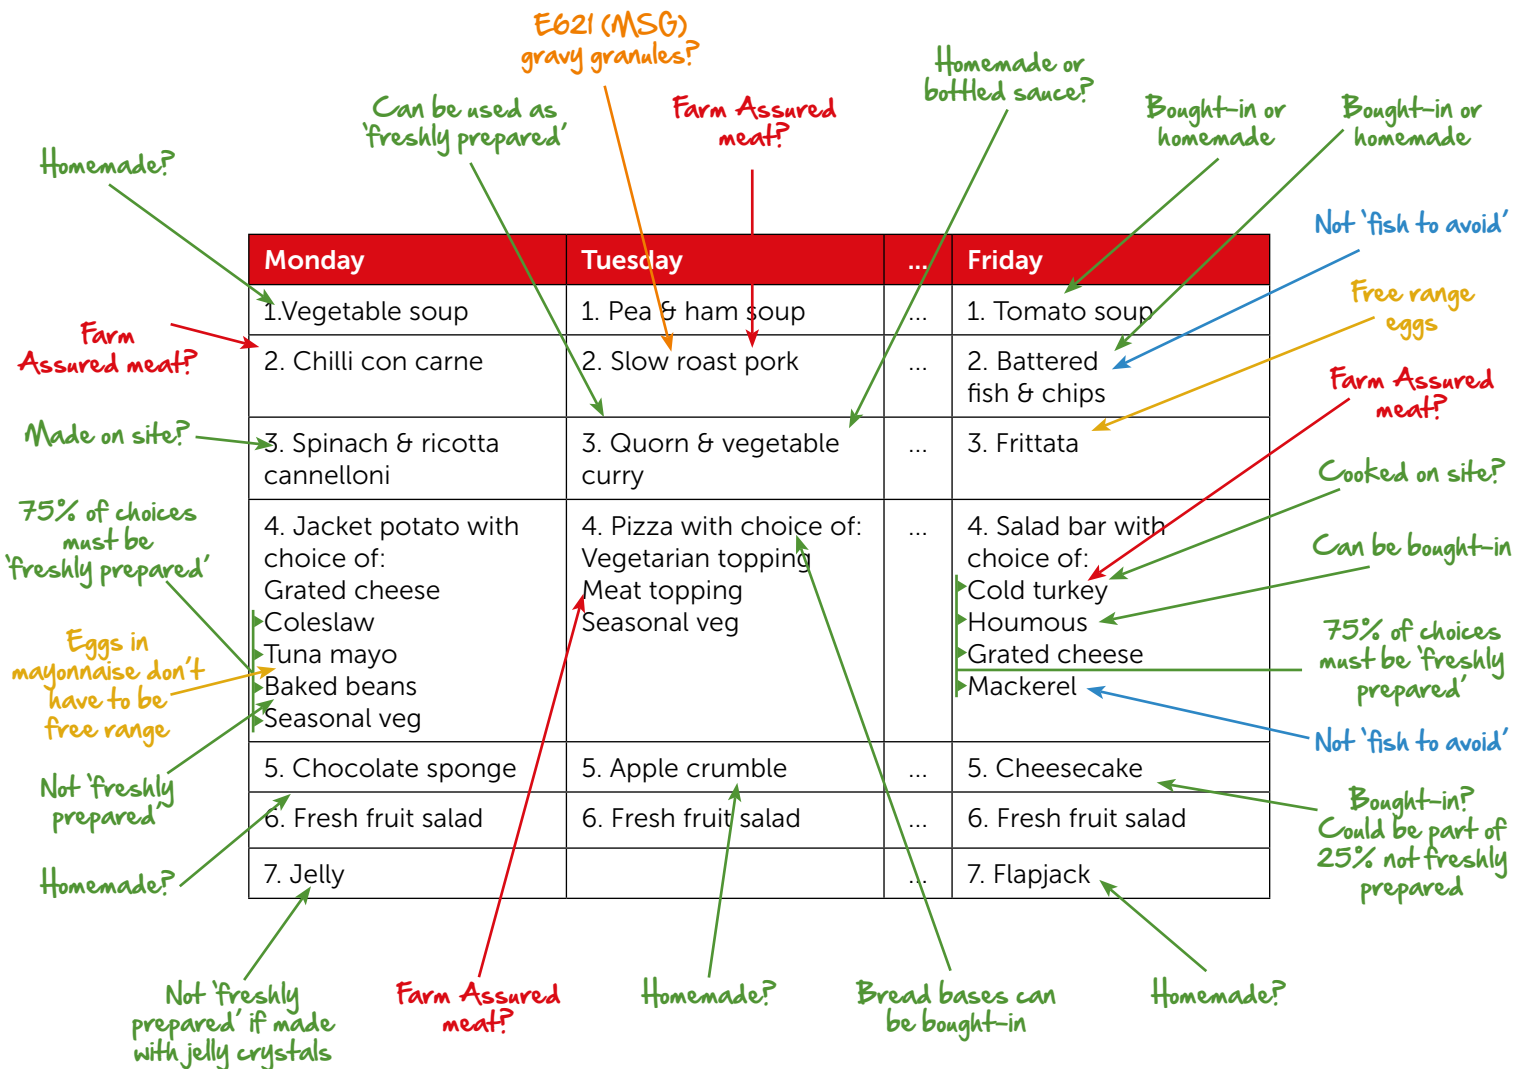 E621 (MSG)
gravy granules?
Homemade or
bottled sauce?
Can be used as
'freshly prepared'
Farm Assured
meat?
Bought-in or
homemade
Bought-in or
homemade
Homemade?
Not 'fish to avoid'
Free range
eggs
Farm
Assured meat?
Farm Assured
meat?
Made on site?
Cooked on site?
75% of choices
must be
'freshly prepared'
Can be bought-in
Eggs in
mayonnaise don't
have to be
free range
75% of choices
must be 'freshly
prepared'
Not 'fish to avoid'
Not 'freshly
prepared'
Bought-in?
Could be part of
25% not freshly
prepared
Homemade?
Monday
Tuesday
...
Friday
1.Vegetable soup
1. Pea & ham soup
...
1. Tomato soup
2. Chilli con carne
2. Slow roast pork
...
2. Battered
fish & chips
3. Spinach & ricotta
cannelloni
3. Quorn & vegetable
curry
...
3. Frittata
4. Jacket potato with
choice of:
Grated cheese
Coleslaw
Tuna mayo
Baked beans
Seasonal veg
4. Pizza with choice of:
Vegetarian topping
Meat topping
Seasonal veg
...
4. Salad bar with
choice of:
Cold turkey
Houmous
Grated cheese
Mackerel
5. Chocolate sponge
5. Apple crumble
...
5. Cheesecake
6. Fresh fruit salad
6. Fresh fruit salad
...
6. Fresh fruit salad
7. Jelly
...
7. Flapjack
Not 'freshly
prepared' if made
with jelly crystals
Farm Assured
meat?
Homemade?
Bread bases can
be bought-in
Homemade?